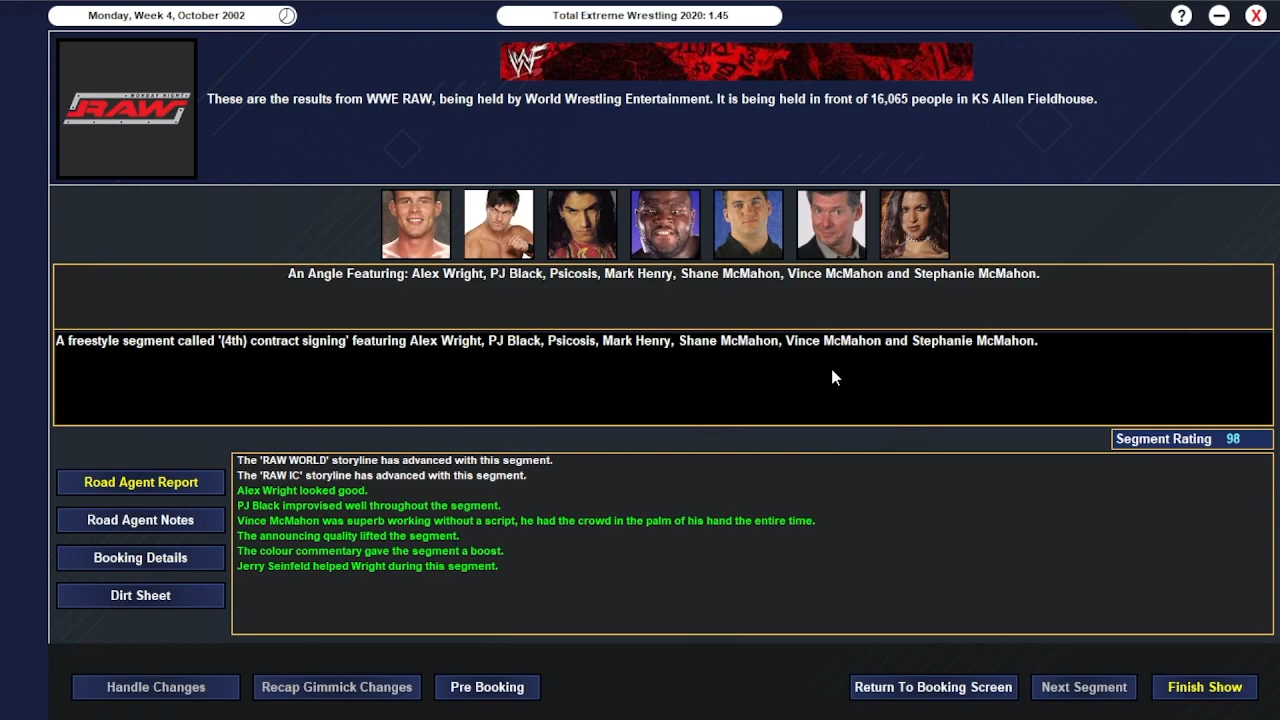 Monday, Week 4, October 2002
Total Extreme Wrestling 2020: 1.45
?
X
WF
MONDAY NIGHT
RAW
These are the results from WWE RAW, being held by World Wrestling Entertainment. It is being held in front of 16,065 people in KS Allen Fieldhouse.
An Angle Featuring: Alex Wright, PJ Black, Psicosis, Mark Henry, Shane McMahon, Vince McMahon and Stephanie McMahon.
A freestyle segment called '(4th) contract signing' featuring Alex Wright, PJ Black, Psicosis, Mark Henry, Shane McMahon, Vince McMahon and Stephanie McMahon.
Segment Rating 98
Road Agent Report
Road Agent Notes
Booking Details
Dirt Sheet
The 'RAW WORLD' storyline has advanced with this segment.
The 'RAW IC' storyline has advanced with this segment.
Alex Wright looked good.
PJ Black improvised well throughout the segment.
Vince McMahon was superb working without a script, he had the crowd in the palm of his hand the entire time.
The announcing quality lifted the segment.
The colour commentary gave the segment a boost.
Jerry Seinfeld helped Wright during this segment.
Handle Changes
Recap Gimmick Changes
Pre Booking
Return To Booking Screen
Next Segment
Finish Show